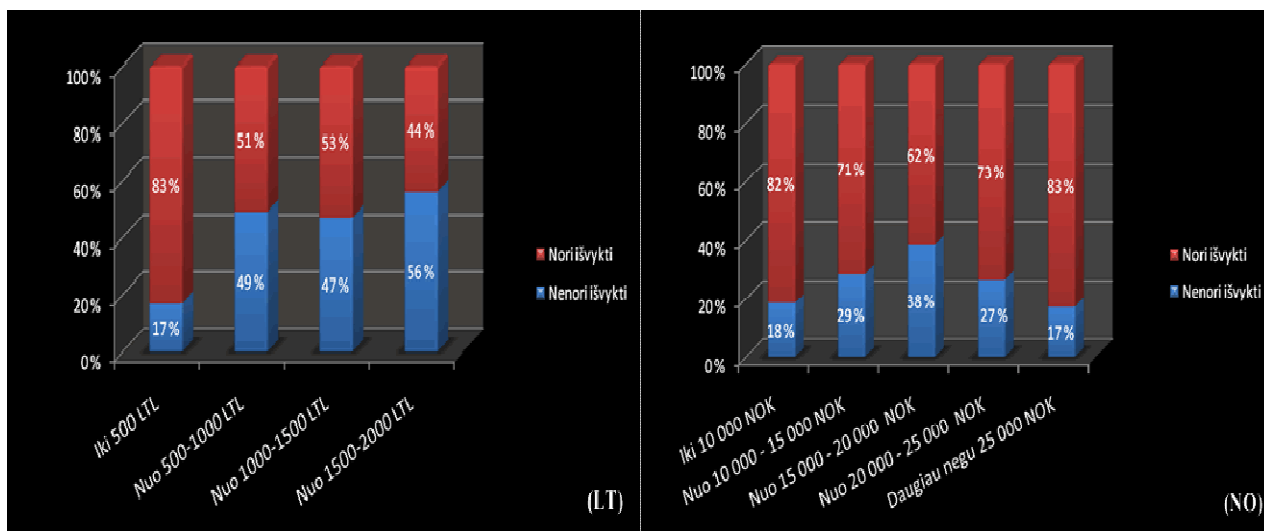 100%
80%
60%
40%
20%
0%
83%
17%
51%
49%
53%
47%
44%
56%
Iki 500 LTL
Nuo 500-1000 LTL
Nuo 1000-1500 LTL
Nuo 1500-2000 LTL
Nori išvykti
Nenori išvykti
(LT)
100%
80%
60%
40%
20%
0%
82%
18%
71%
29%
62%
38%
73%
27%
83%
17%
Iki 10 000 NOK
Nuo 10 000 - 15 000 NOK
Nuo 15 000 - 20 000 NOK
Nuo 20 000 - 25 000 NOK
Daugiau negu 25 000 NOK
Nori išvykti
Nenori išvykti
(NO)